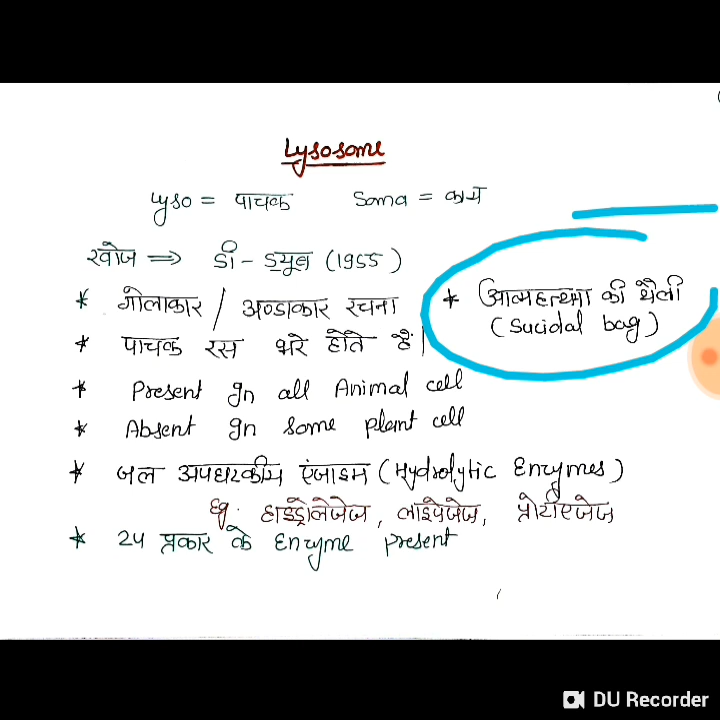 Lysosome
Lyso = पाचक Soma = काय
खोज ⇒ डी - ड्यूब (1955)
* गोलाकार / अण्डाकार रचना
* आत्महत्या की थैली
(Sucidal bag)
* पाचक रस भरे होते हैं।
* Present In all Animal cell
* Absent In some plant cell
* जल अपघटकीय एंजाइम (Hydrolytic Enzymes)
Eg. हाइड्रोलेजेज, लाइपेजेज, प्रोटीएजेज
* 24 प्रकार के Enzyme present
DU Recorder